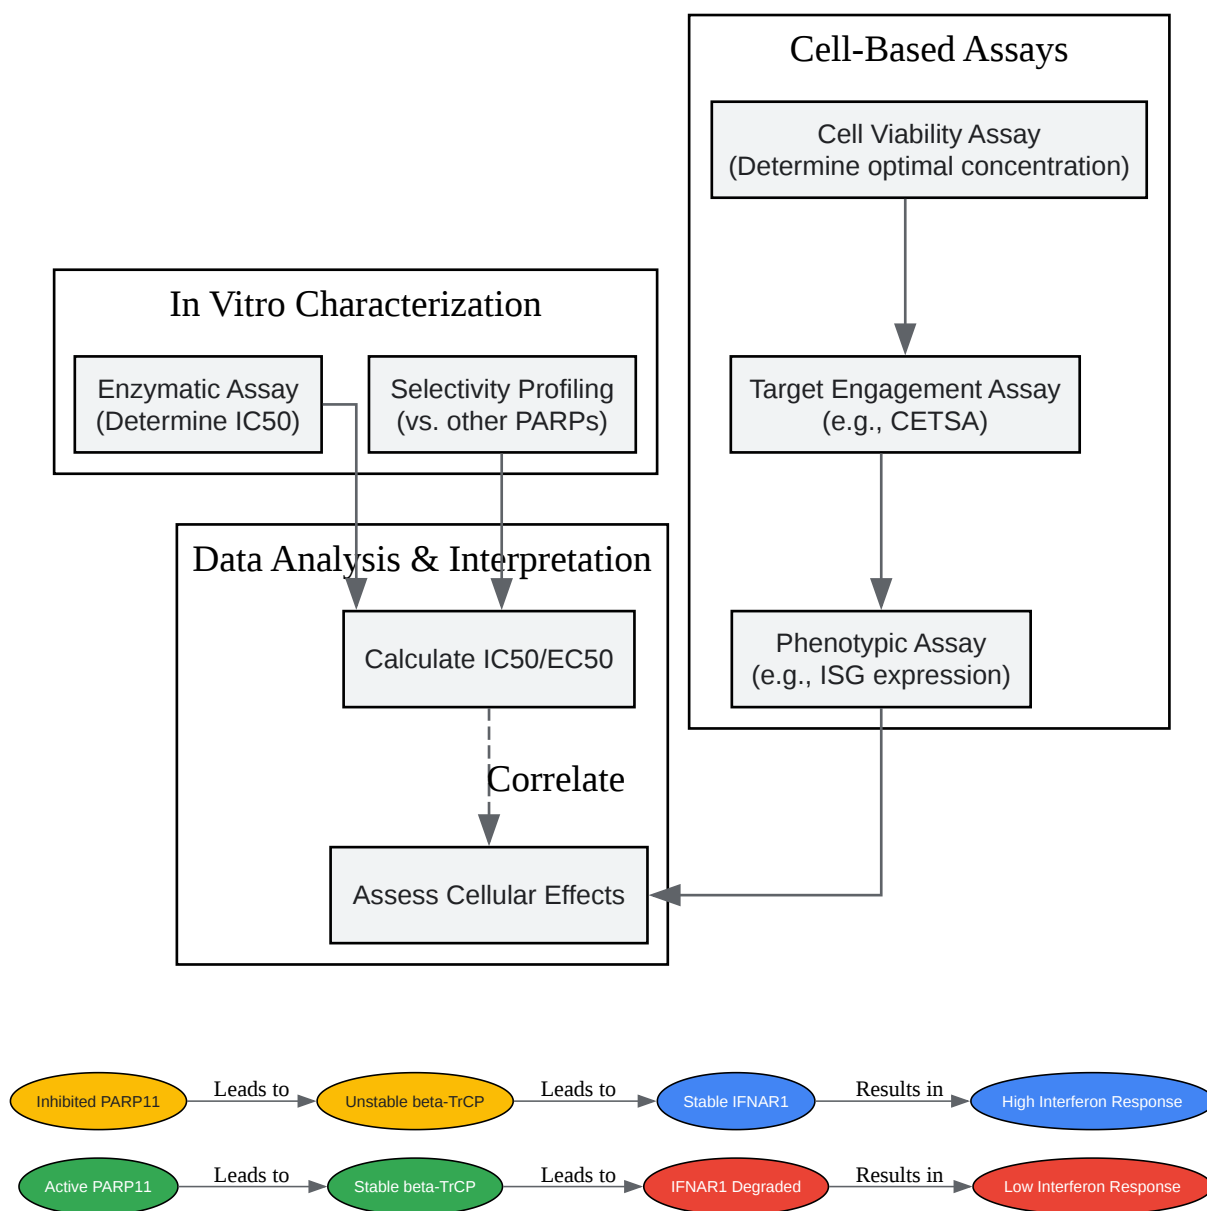 Cell-Based Assays
Cell Viability Assay
(Determine optimal concentration)
In Vitro Characterization
Enzymatic Assay
(Determine IC50)
Selectivity Profiling
(vs. other PARPs)
Target Engagement Assay
(e.g., CETSA)
Data Analysis & Interpretation
Calculate IC50/EC50
Phenotypic Assay
(e.g., ISG expression)
Correlate
Assess Cellular Effects
Inhibited PARP11
Leads to
Unstable beta-TrCP
Leads to
Stable IFNAR1
Results in
High Interferon Response
Active PARP11
Leads to
Stable beta-TrCP
Leads to
IFNAR1 Degraded
Results in
Low Interferon Response